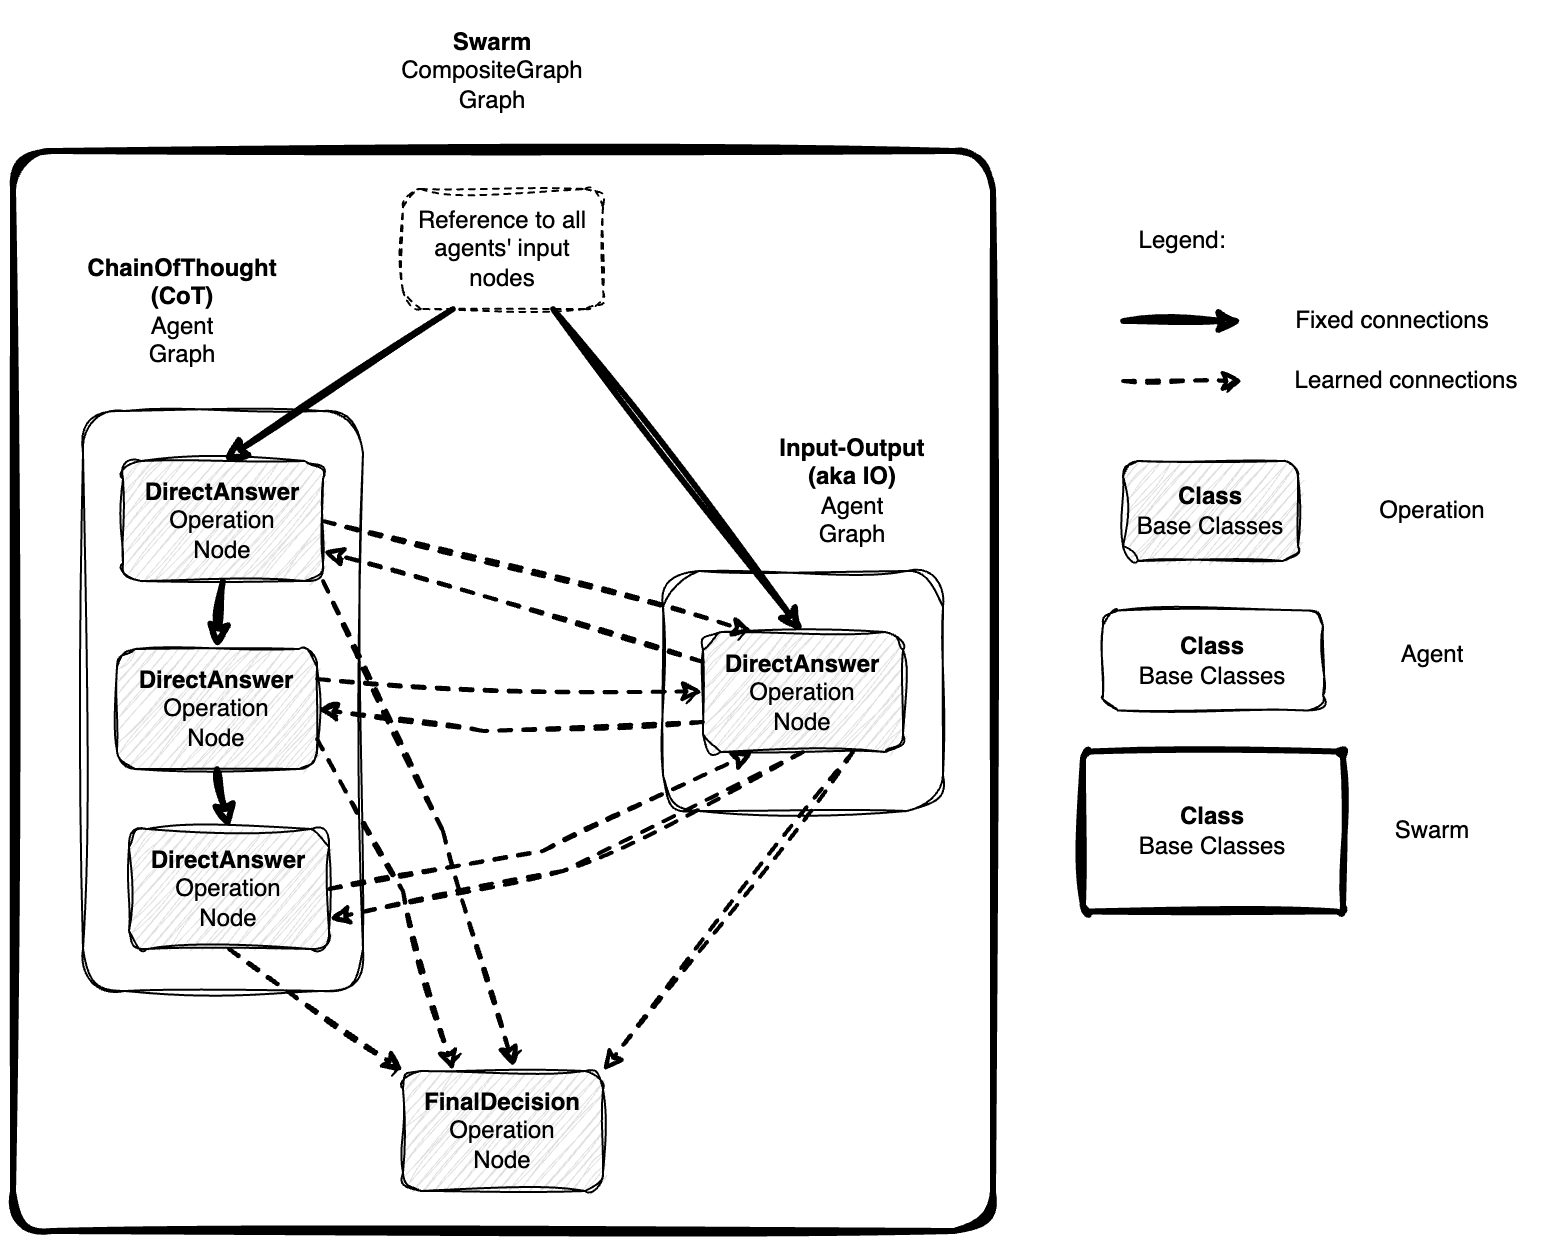 Swarm
CompositeGraph
Graph
Reference to all
agents' input
nodes
ChainOfThought
(CoT)
Agent
Graph
DirectAnswer
Operation
Node
DirectAnswer
Operation
Node
DirectAnswer
Operation
Node
Input-Output
(aka IO)
Agent
Graph
DirectAnswer
Operation
Node
FinalDecision
Operation
Node
Legend:
Fixed connections
Learned connections
Class
Base Classes
Operation
Class
Base Classes
Agent
Class
Base Classes
Swarm